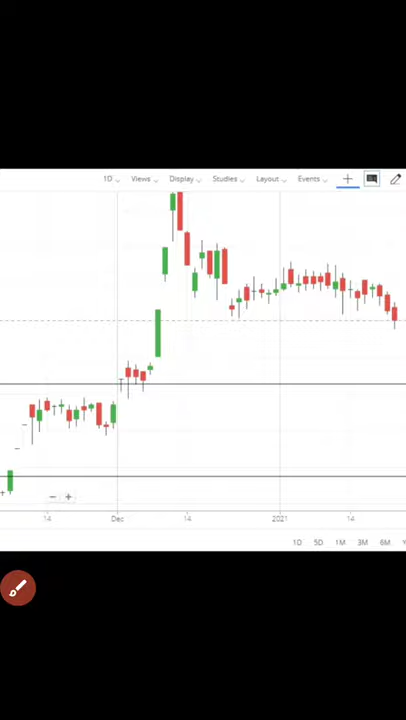 1D Views Display Studies Layout Events
14 Dec 14 2021 14
1D 5D 1M 3M 6M